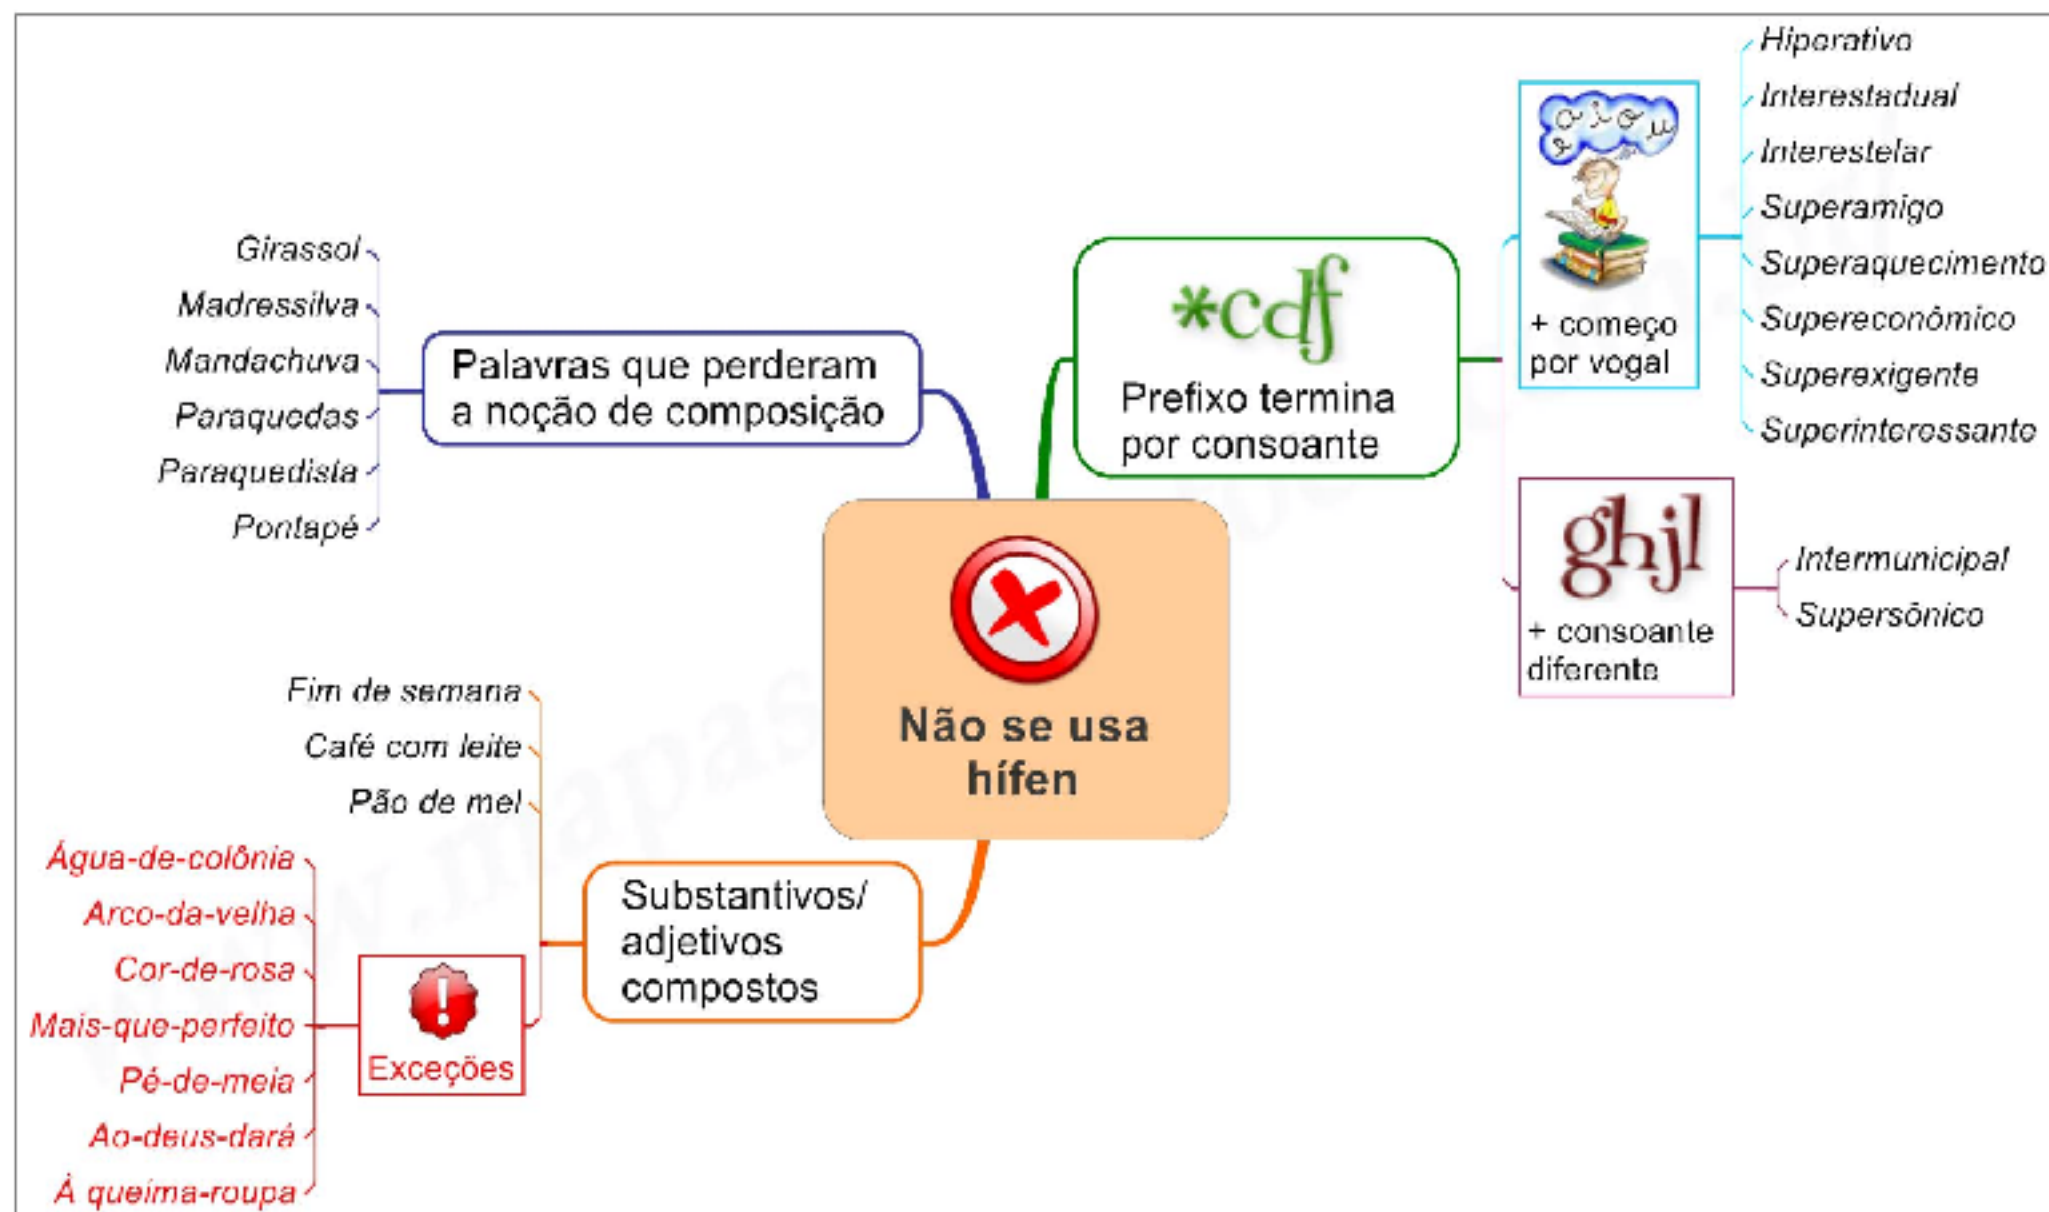 Girassol
Madressilva
Mandachuva
Paraquedas
Paraquedista
Pontapé
Palavras que perderam
a noção de composição
*cdf
Prefixo termina
por consoante
e a i o u
+ começo
por vogal
Hiperativo
Interestadual
Interestelar
Superamigo
Superaquecimento
Supereconômico
Superexigente
Superinteressante
ghjl
+ consoante
diferente
Intermunicipal
Supersônico
Não se usa
hífen
Substantivos/
adjetivos
compostos
Fim de semana
Café com leite
Pão de mel
Exceções
Água-de-colônia
Arco-da-velha
Cor-de-rosa
Mais-que-perfeito
Pé-de-meia
Ao-deus-dará
À queima-roupa
www.mapas